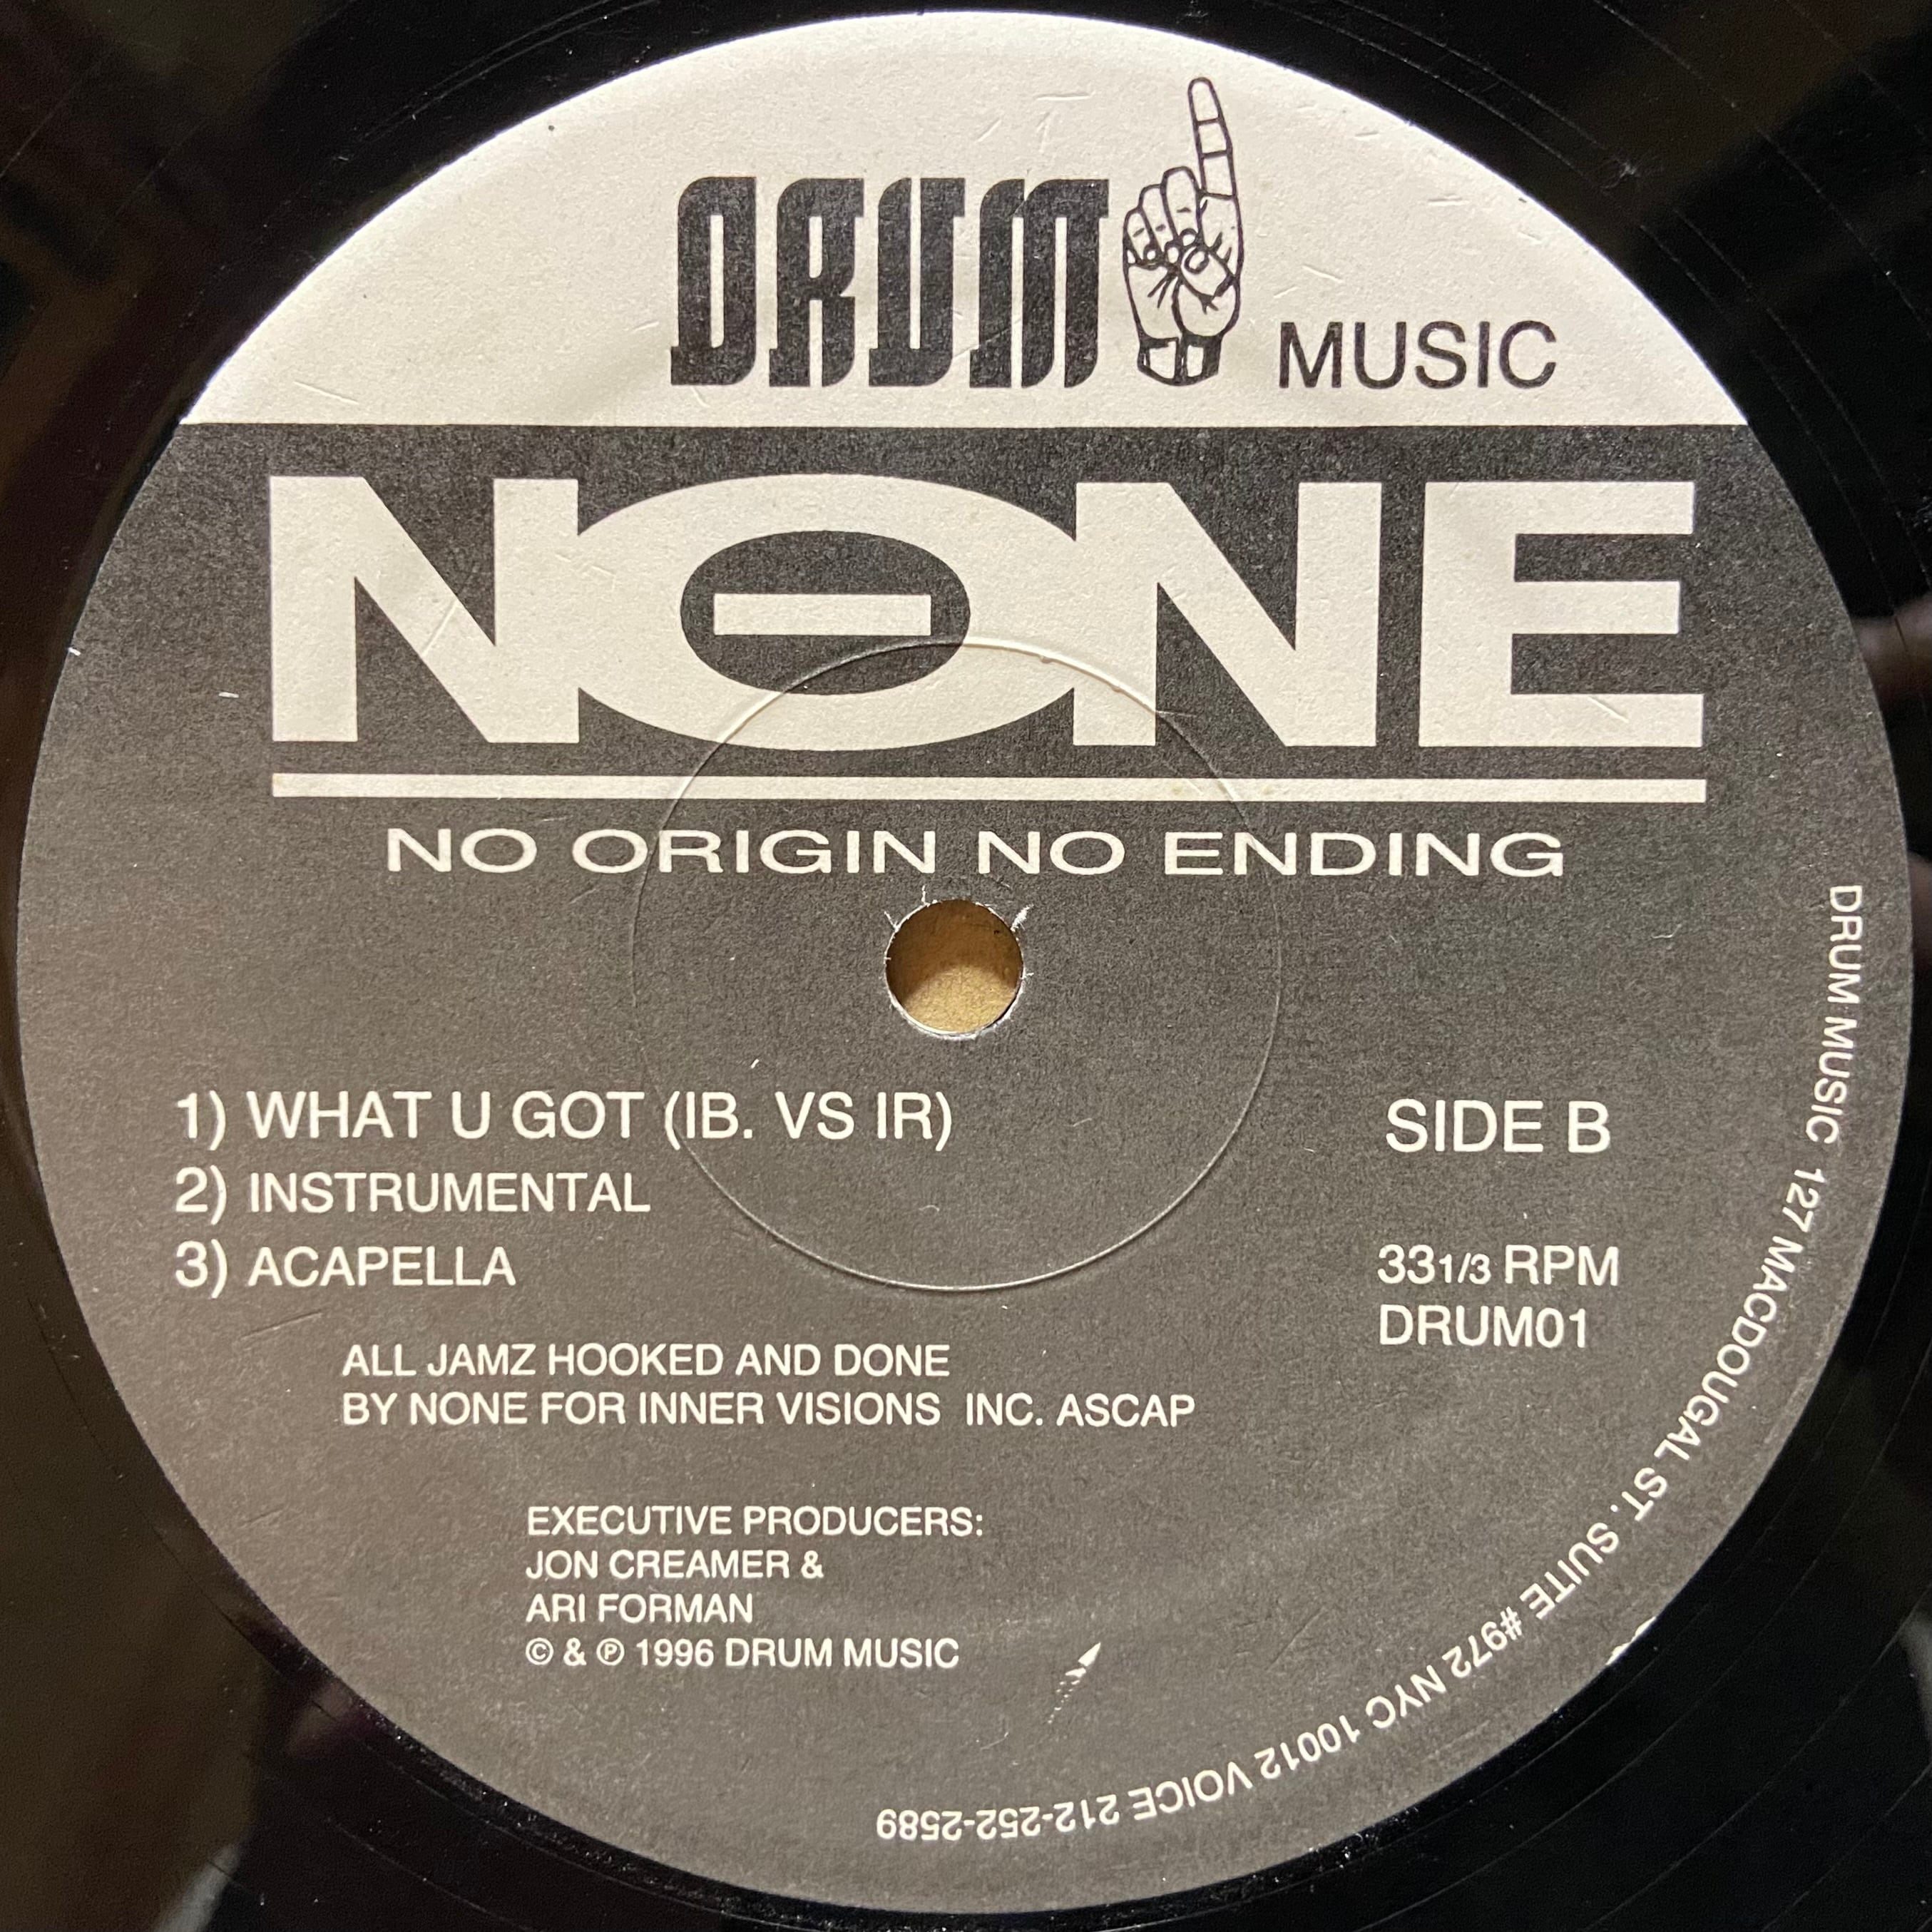 DRUM MUSIC
NONE
NO ORIGIN NO ENDING
1) WHAT U GOT (IB. VS IR)
2) INSTRUMENTAL
3) ACAPELLA
SIDE B
33 1/3 RPM
DRUM01
ALL JAMZ HOOKED AND DONE
BY NONE FOR INNER VISIONS INC. ASCAP
EXECUTIVE PRODUCERS:
JON CREAMER &
ARI FORMAN
© & ℗ 1996 DRUM MUSIC
DRUM MUSIC 127 MACDOUGAL ST. SUITE #972 NYC 10012 VOICE 212-252-2589